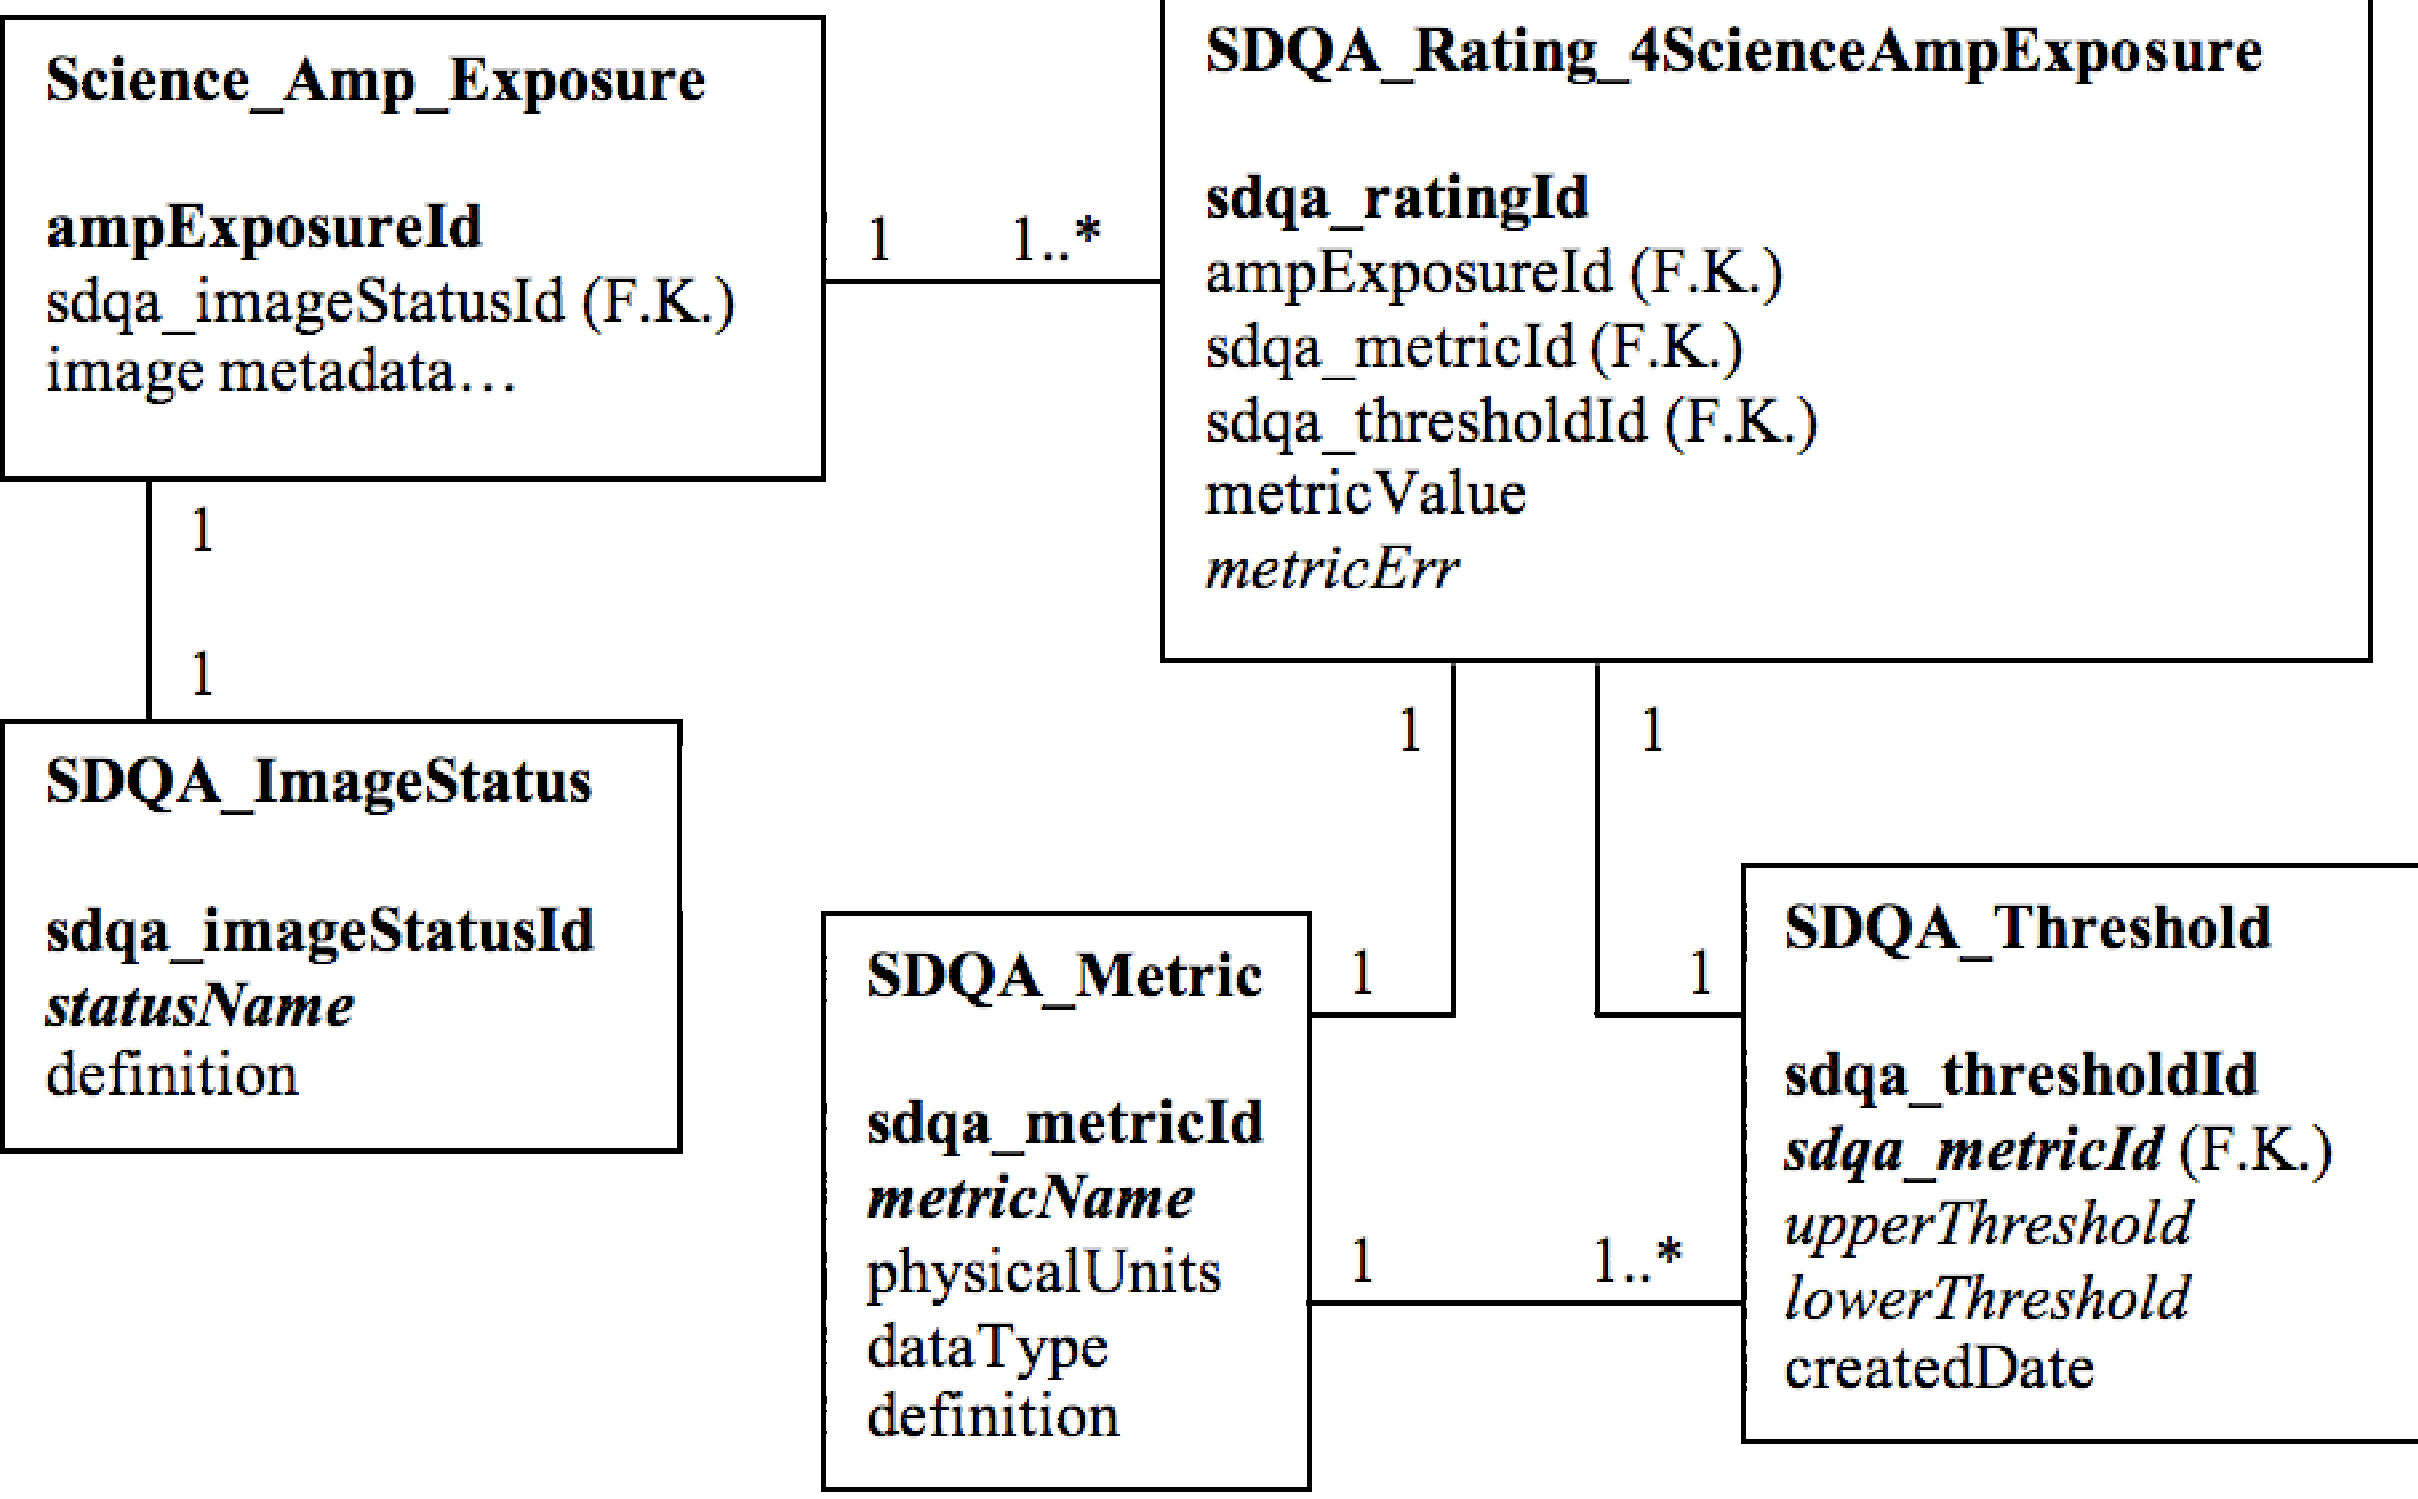 Science_Amp_Exposure
ampExposureId
sdqa_imageStatusId (F.K.)
image metadata…
1
1..*
SDQA_Rating_4ScienceAmpExposure
sdqa_ratingId
ampExposureId (F.K.)
sdqa_metricId (F.K.)
sdqa_thresholdId (F.K.)
metricValue
metricErr
1
1
SDQA_ImageStatus
sdqa_imageStatusId
statusName
definition
1
1
1
1
SDQA_Metric
sdqa_metricId
metricName
physicalUnits
dataType
definition
1
1..*
SDQA_Threshold
sdqa_thresholdId
sdqa_metricId (F.K.)
upperThreshold
lowerThreshold
createdDate